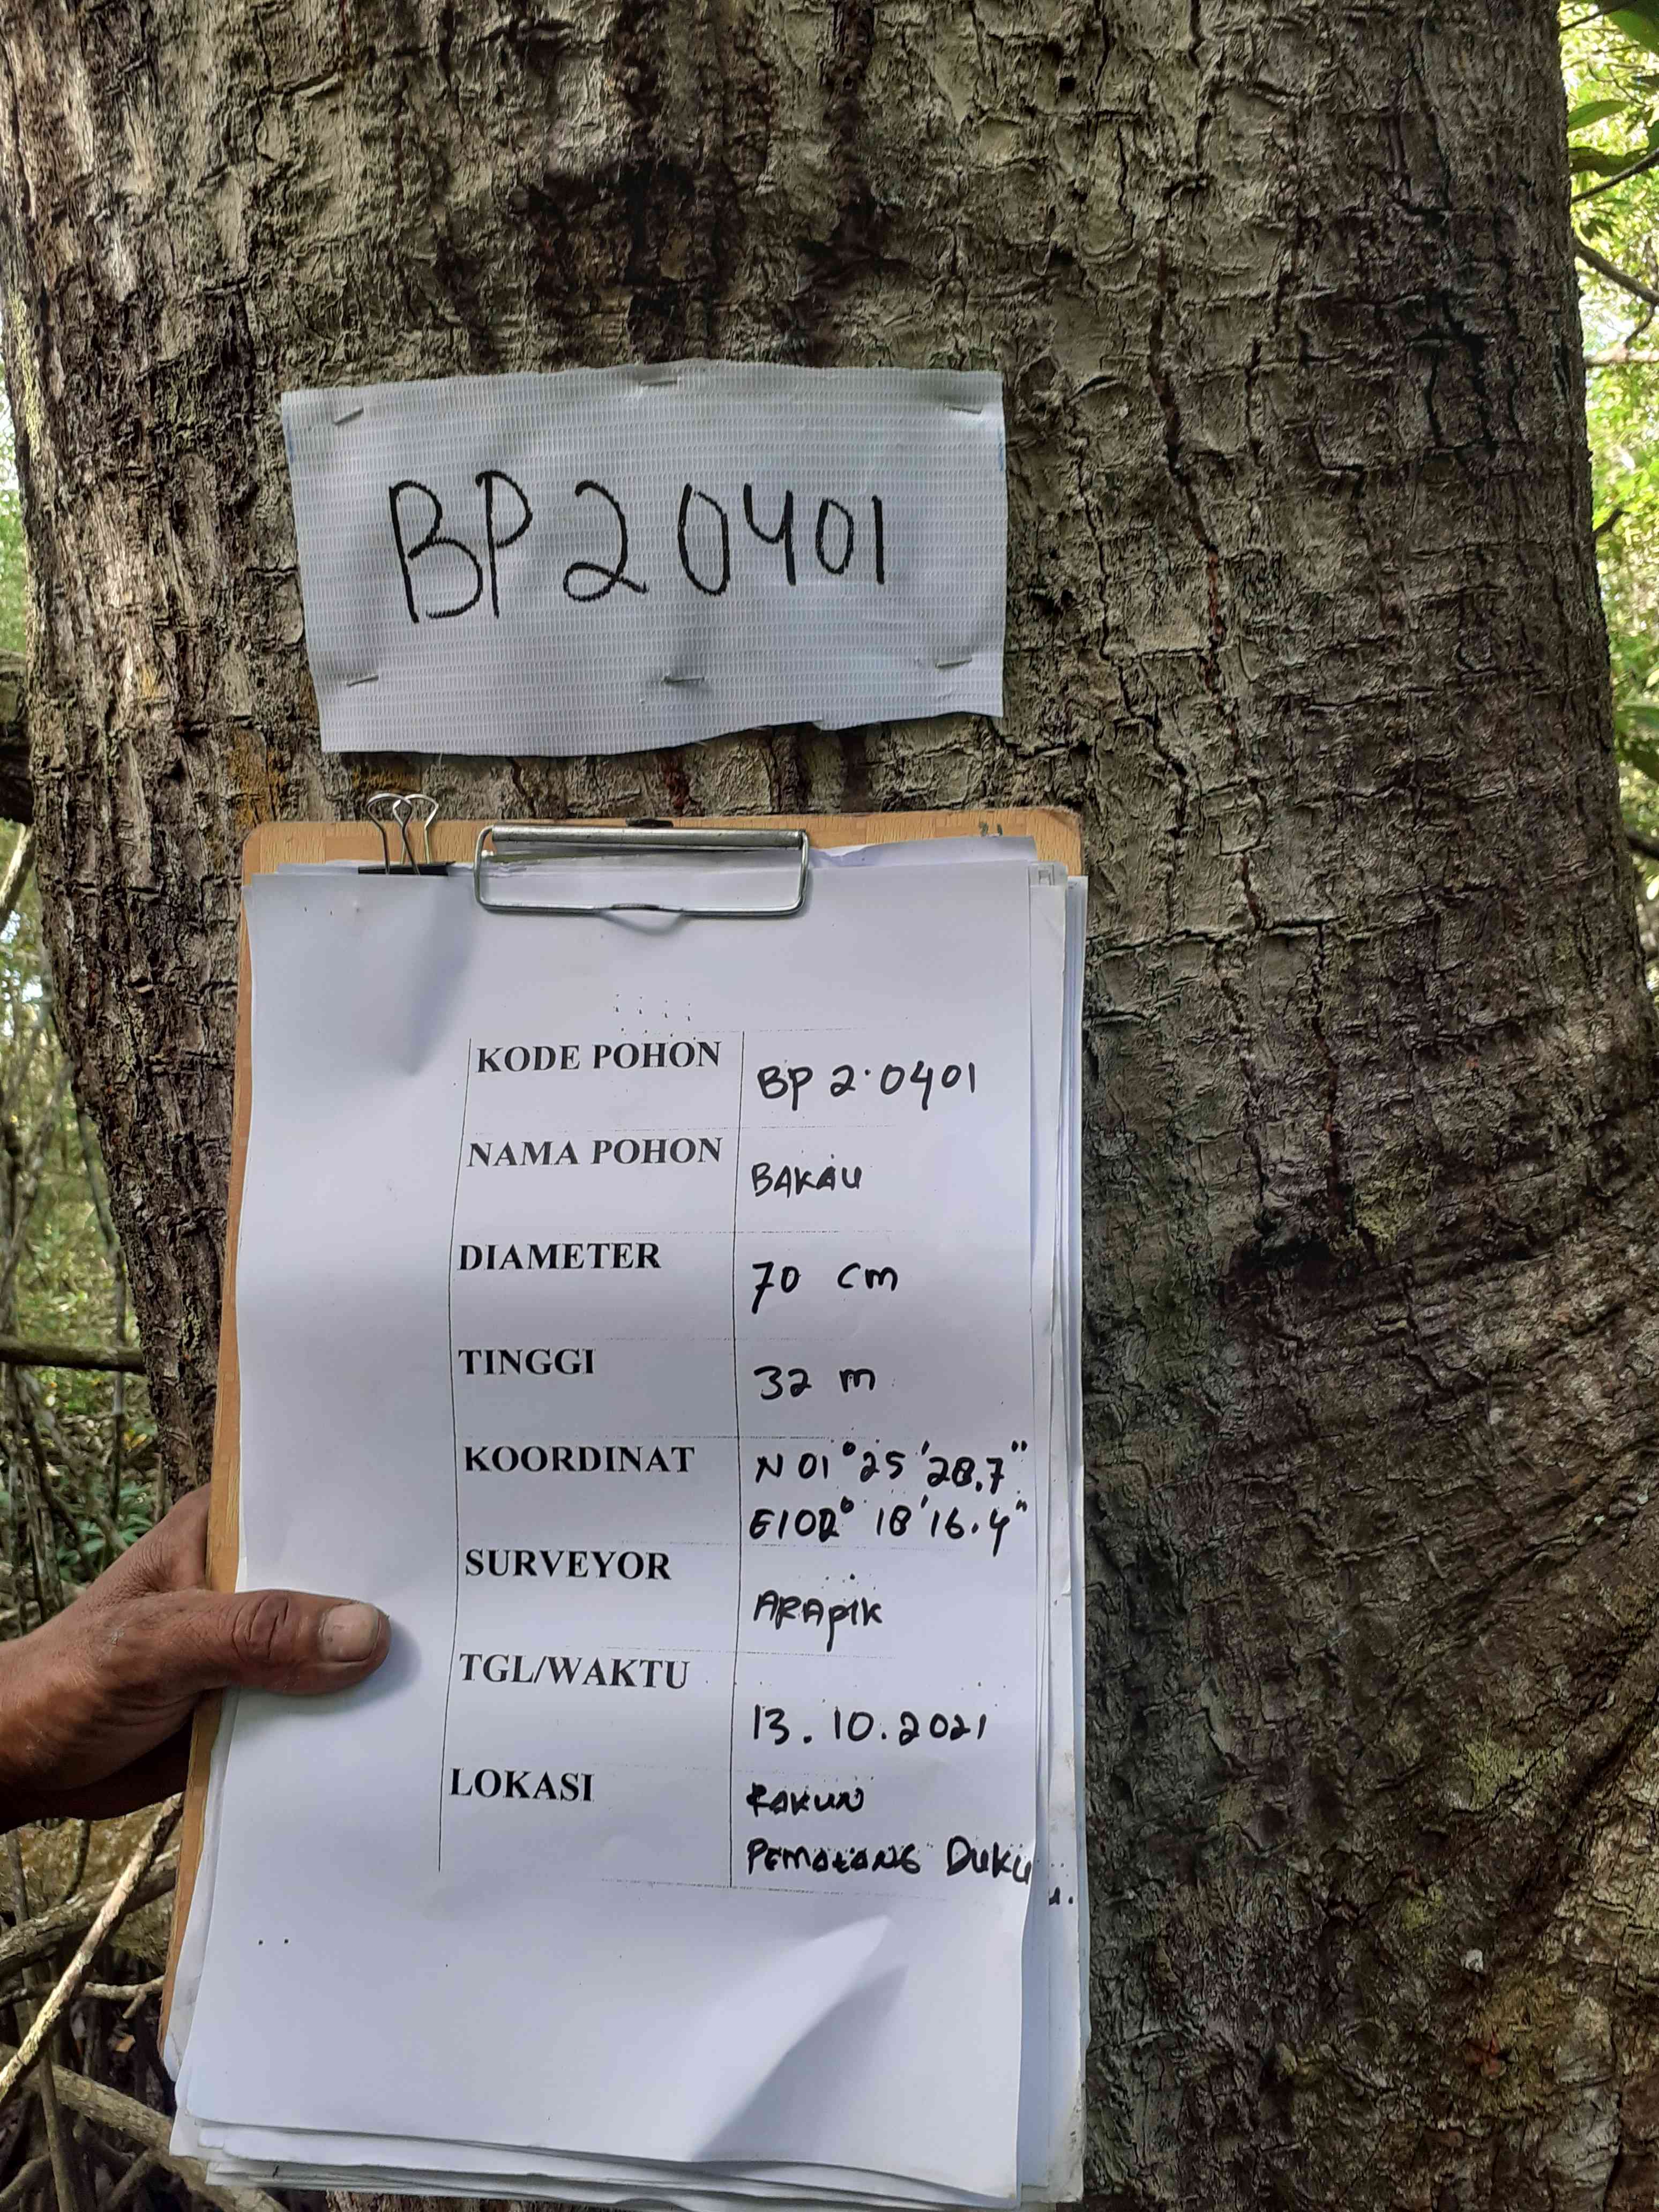 BP20401
KODE POHON BP 2.0401
NAMA POHON BAKAU
DIAMETER 70 cm
TINGGI 32 m
KOORDINAT N 01°25'28.7"
E102° 18'16.4"
SURVEYOR ARAPIK
TGL/WAKTU 13.10.2021
LOKASI RAKUN
PEMATANG DUKU